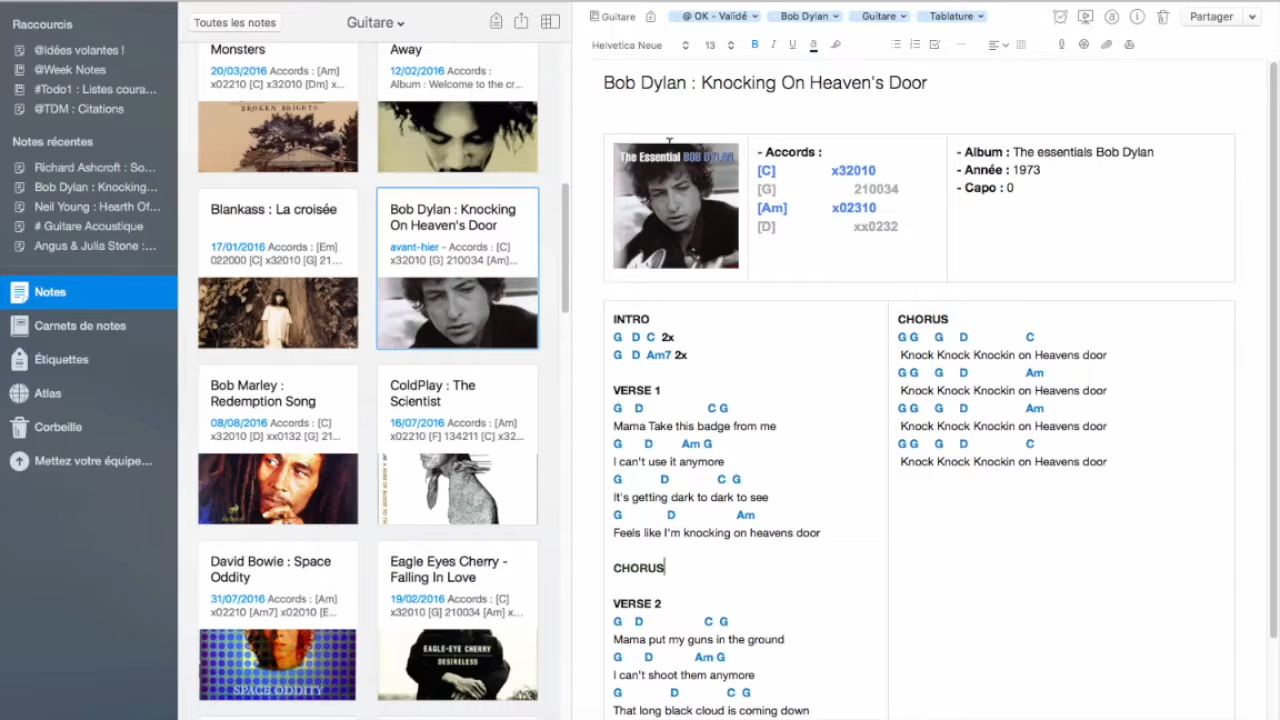 Raccourcis
@Idées volantes !
@Week Notes
#Todo1 : Listes coura...
@TDM : Citations
Notes récentes
Richard Ashcroft : So...
Bob Dylan : Knocking...
Neil Young : Hearth Of...
# Guitare Acoustique
Angus & Julia Stone :...
Notes
Carnets de notes
Étiquettes
Atlas
Corbeille
Mettez votre équipe...
Toutes les notes
Guitare
Monsters
20/03/2016 Accords : [Am]
x02210 [C] x32010 [Dm] x...
BROKEN BRIGHTS
Away
12/02/2016 Accords :
Album : Welcome to the cr...
Blankass : La croisée
17/01/2016 Accords : [Em]
022000 [C] x32010 [G] 21...
Bob Dylan : Knocking
On Heaven's Door
avant-hier - Accords : [C]
x32010 [G] 210034 [Am]...
Bob Marley :
Redemption Song
08/08/2016 Accords : [C]
x32010 [D] xx0132 [G] 21...
ColdPlay : The
Scientist
16/07/2016 Accords : [Am]
x02210 [F] 134211 [C] x32...
David Bowie : Space
Oddity
31/07/2016 Accords : [Am]
x02210 [Am7] x02010 [E...
SPACE ODDITY
Eagle Eyes Cherry -
Falling In Love
19/02/2016 Accords : [C]
x32010 [G] 210034 [Am] x...
EAGLE-EYE CHERRY
DESIRELESS
Guitare
@ OK - Validé
Bob Dylan
Guitare
Tablature
Partager
Helvetica Neue
13
B I U a
Bob Dylan : Knocking On Heaven's Door
The Essential BOB DYLAN
- Accords :
[C] x32010
[G] 210034
[Am] x02310
[D] xx0232
- Album : The essentials Bob Dylan
- Année : 1973
- Capo : 0
INTRO
G D C 2x
G D Am7 2x
VERSE 1
G D C G
Mama Take this badge from me
G D Am G
I can't use it anymore
G D C G
It's getting dark to dark to see
G D Am
Feels like I'm knocking on heavens door
CHORUS
VERSE 2
G D C G
Mama put my guns in the ground
G D Am G
I can't shoot them anymore
G D C G
That long black cloud is coming down
CHORUS
G G G D C
Knock Knock Knockin on Heavens door
G G G D Am
Knock Knock Knockin on Heavens door
G G G D Am
Knock Knock Knockin on Heavens door
G G G D C
Knock Knock Knockin on Heavens door